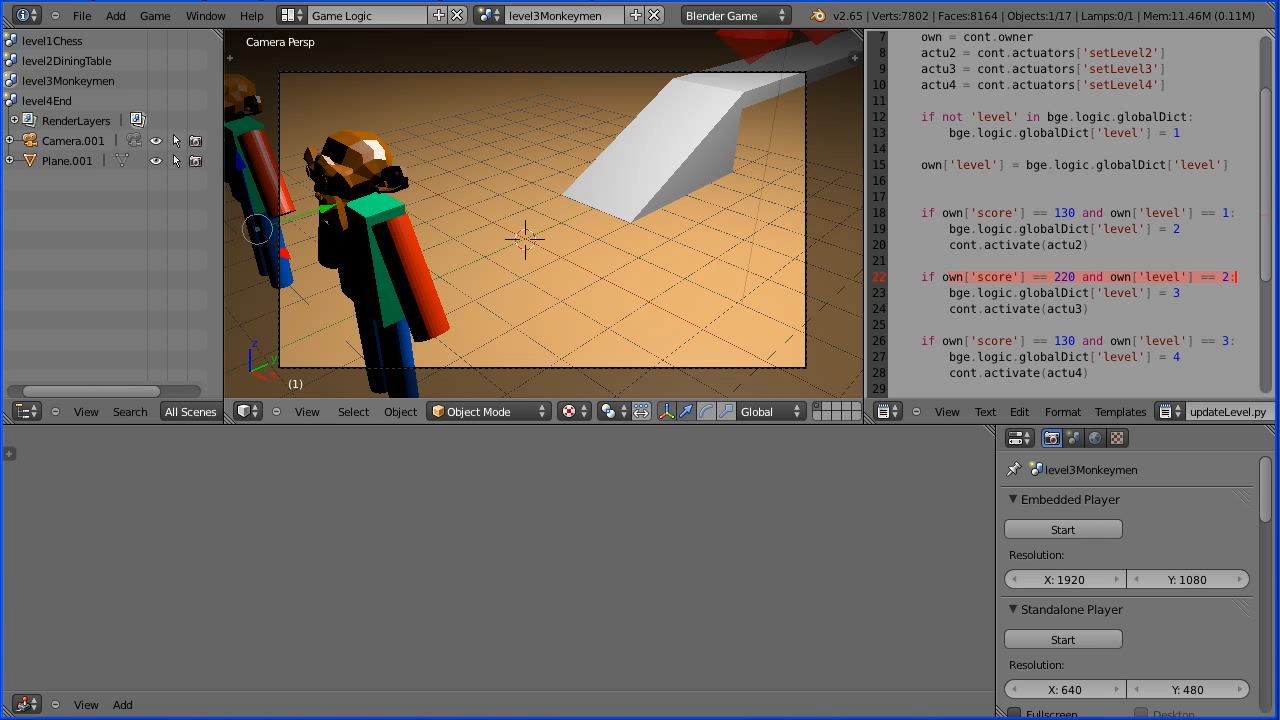 File Add Game Window Help Game Logic level3Monkeymen Blender Game v2.65 | Verts:7802 | Faces:8164 | Objects:1/17 | Lamps:0/1 | Mem:11.46M (0.11M)
level1Chess
level2DiningTable
level3Monkeymen
level4End
RenderLayers
Camera.001
Plane.001
View Search All Scenes
Camera Persp
z
y
(1)
View Select Object Object Mode Global
7 own = cont.owner
8 actu2 = cont.actuators['setLevel2']
9 actu3 = cont.actuators['setLevel3']
10 actu4 = cont.actuators['setLevel4']
11
12 if not 'level' in bge.logic.globalDict:
13 bge.logic.globalDict['level'] = 1
14
15 own['level'] = bge.logic.globalDict['level']
16
17
18 if own['score'] == 130 and own['level'] == 1:
19 bge.logic.globalDict['level'] = 2
20 cont.activate(actu2)
21
22 if own['score'] == 220 and own['level'] == 2:
23 bge.logic.globalDict['level'] = 3
24 cont.activate(actu3)
25
26 if own['score'] == 130 and own['level'] == 3:
27 bge.logic.globalDict['level'] = 4
28 cont.activate(actu4)
29
View Text Edit Format Templates updateLevel.py
level3Monkeymen
Embedded Player
Start
Resolution:
X: 1920 Y: 1080
Standalone Player
Start
Resolution:
X: 640 Y: 480
Fullscreen Desktop
View Add